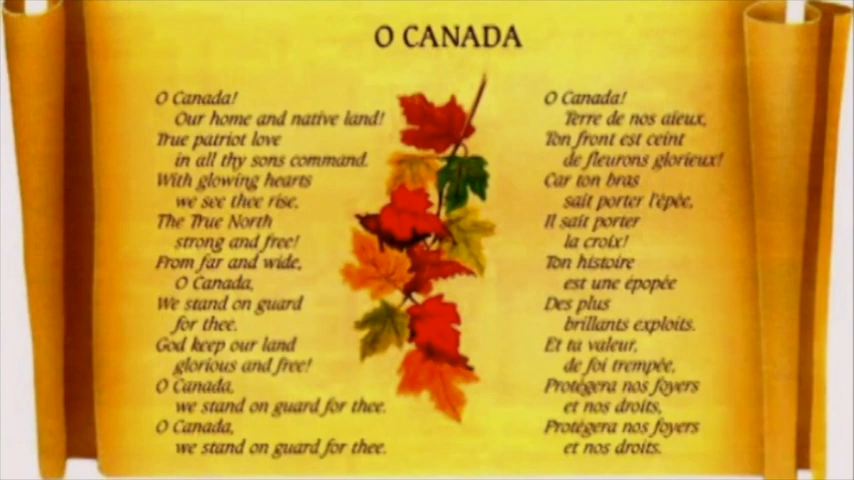 O CANADA
O Canada!
Our home and native land!
True patriot love
in all thy sons command.
With glowing hearts
we see thee rise,
The True North
strong and free!
From far and wide,
O Canada,
We stand on guard
for thee.
God keep our land
glorious and free!
O Canada,
we stand on guard for thee.
O Canada,
we stand on guard for thee.
O Canada!
Terre de nos aïeux,
Ton front est ceint
de fleurons glorieux!
Car ton bras
sait porter l'épée,
Il sait porter
la croix!
Ton histoire
est une épopée
Des plus
brillants exploits.
Et ta valeur,
de foi trempée,
Protégera nos foyers
et nos droits,
Protégera nos foyers
et nos droits.